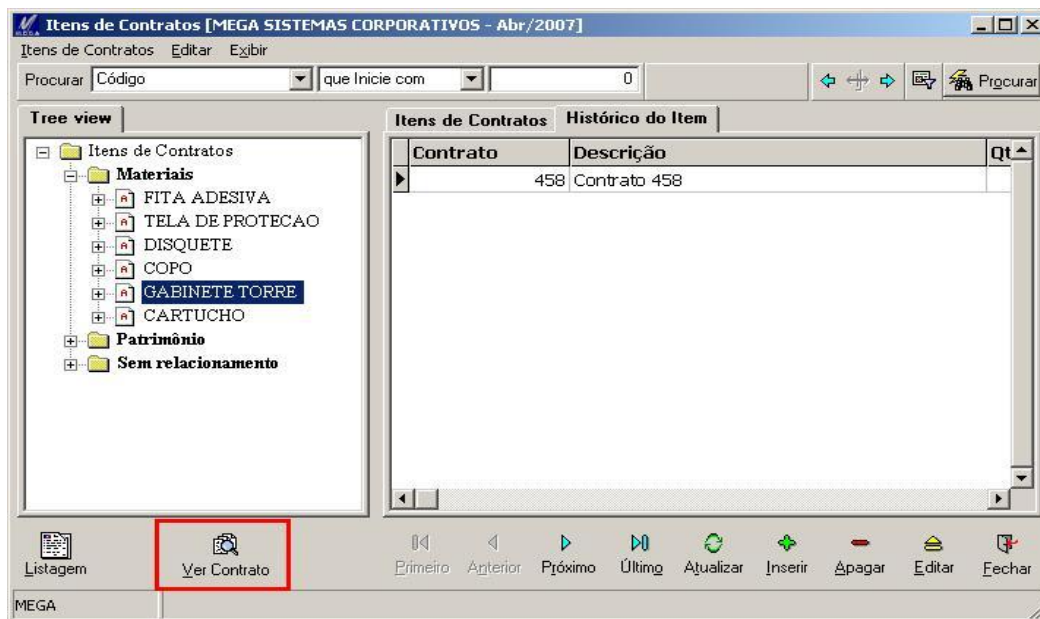 Itens de Contratos [MEGA SISTEMAS CORPORATIVOS - Abr/2007]
Itens de Contratos Editar Exibir
Procurar Código que Inicie com 0 Procurar
Tree view
Itens de Contratos
Materiais
FITA ADESIVA
TELA DE PROTECAO
DISQUETE
COPO
GABINETE TORRE
CARTUCHO
Patrimônio
Sem relacionamento
Itens de Contratos Histórico do Item
Contrato Descrição Qt
458 Contrato 458
Listagem Ver Contrato Primeiro Anterior Próximo Último Atualizar Inserir Apagar Editar Fechar
MEGA